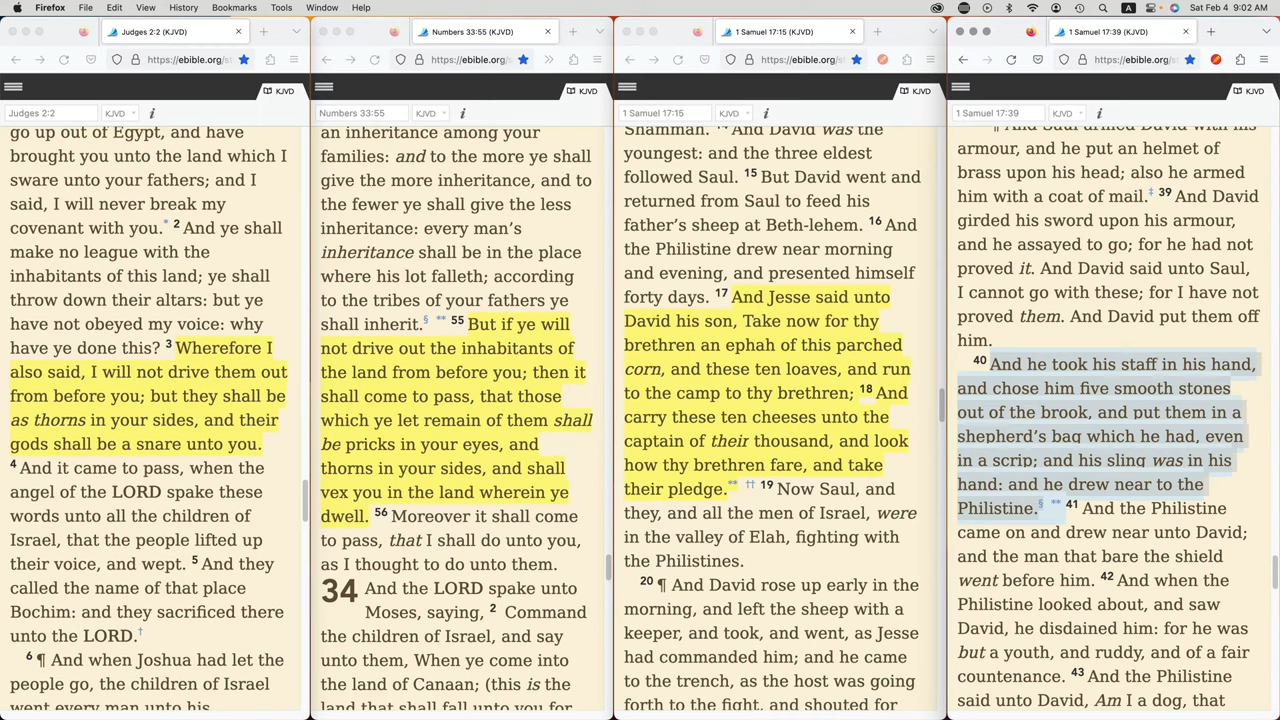 Firefox File Edit View History Bookmarks Tools Window Help A Sat Feb 4 9:02 AM
Judges 2:2 (KJVD)
https://ebible.org/
KJVD
Judges 2:2 KJVD i
go up out of Egypt, and have
brought you unto the land which I
sware unto your fathers; and I
said, I will never break my
covenant with you.* 2 And ye shall
make no league with the
inhabitants of this land; ye shall
throw down their altars: but ye
have not obeyed my voice: why
have ye done this? 3 Wherefore I
also said, I will not drive them out
from before you; but they shall be
as thorns in your sides, and their
gods shall be a snare unto you.
4 And it came to pass, when the
angel of the LORD spake these
words unto all the children of
Israel, that the people lifted up
their voice, and wept. 5 And they
called the name of that place
Bochim: and they sacrificed there
unto the LORD.†
6 ¶ And when Joshua had let the
people go, the children of Israel
went every man unto his
Numbers 33:55 (KJVD)
https://ebible.org/
KJVD
Numbers 33:55 KJVD i
an inheritance among your
families: and to the more ye shall
give the more inheritance, and to
the fewer ye shall give the less
inheritance: every man’s
inheritance shall be in the place
where his lot falleth; according
to the tribes of your fathers ye
shall inherit.§ ** 55 But if ye will
not drive out the inhabitants of
the land from before you; then it
shall come to pass, that those
which ye let remain of them shall
be pricks in your eyes, and
thorns in your sides, and shall
vex you in the land wherein ye
dwell. 56 Moreover it shall come
to pass, that I shall do unto you,
as I thought to do unto them.
34 And the LORD spake unto
Moses, saying, 2 Command
the children of Israel, and say
unto them, When ye come into
the land of Canaan; (this is the
land that shall fall unto you for
1 Samuel 17:15 (KJVD)
https://ebible.org/st
KJVD
1 Samuel 17:15 KJVD i
Shammah. 14 And David was the
youngest: and the three eldest
followed Saul. 15 But David went and
returned from Saul to feed his
father’s sheep at Beth-lehem. 16 And
the Philistine drew near morning
and evening, and presented himself
forty days. 17 And Jesse said unto
David his son, Take now for thy
brethren an ephah of this parched
corn, and these ten loaves, and run
to the camp to thy brethren; 18 And
carry these ten cheeses unto the
captain of their thousand, and look
how thy brethren fare, and take
their pledge.** †† 19 Now Saul, and
they, and all the men of Israel, were
in the valley of Elah, fighting with
the Philistines.
20 ¶ And David rose up early in the
morning, and left the sheep with a
keeper, and took, and went, as Jesse
had commanded him; and he came
to the trench, as the host was going
forth to the fight, and shouted for
1 Samuel 17:39 (KJVD)
https://ebible.org/s
KJVD
1 Samuel 17:39 KJVD i
¶ And Saul armed David with his
armour, and he put an helmet of
brass upon his head; also he armed
him with a coat of mail.‡ 39 And David
girded his sword upon his armour,
and he assayed to go; for he had not
proved it. And David said unto Saul,
I cannot go with these; for I have not
proved them. And David put them off
him.
40 And he took his staff in his hand,
and chose him five smooth stones
out of the brook, and put them in a
shepherd’s bag which he had, even
in a scrip; and his sling was in his
hand: and he drew near to the
Philistine.§ ** 41 And the Philistine
came on and drew near unto David;
and the man that bare the shield
went before him. 42 And when the
Philistine looked about, and saw
David, he disdained him: for he was
but a youth, and ruddy, and of a fair
countenance. 43 And the Philistine
said unto David, Am I a dog, that